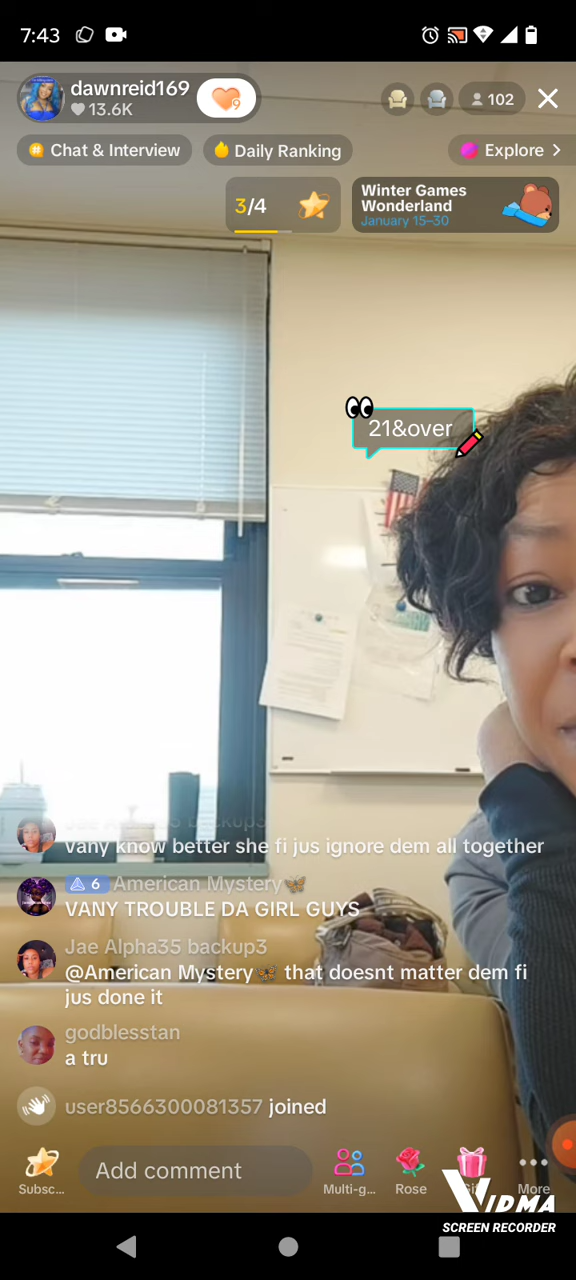 7:43
dawnreid169
13.6K
102
Chat & Interview
Daily Ranking
Explore >
3/4
Winter Games
Wonderland
January 15–30
21&over
vany know better she fi jus ignore dem all together
6 American Mystery🦋
VANY TROUBLE DA GIRL GUYS
Jae Alpha35 backup3
@American Mystery🦋 that doesnt matter dem fi
jus done it
godblesstan
a tru
user8566300081357 joined
Add comment
Subsc...
Multi-g...
Rose
More
VIDMA
SCREEN RECORDER